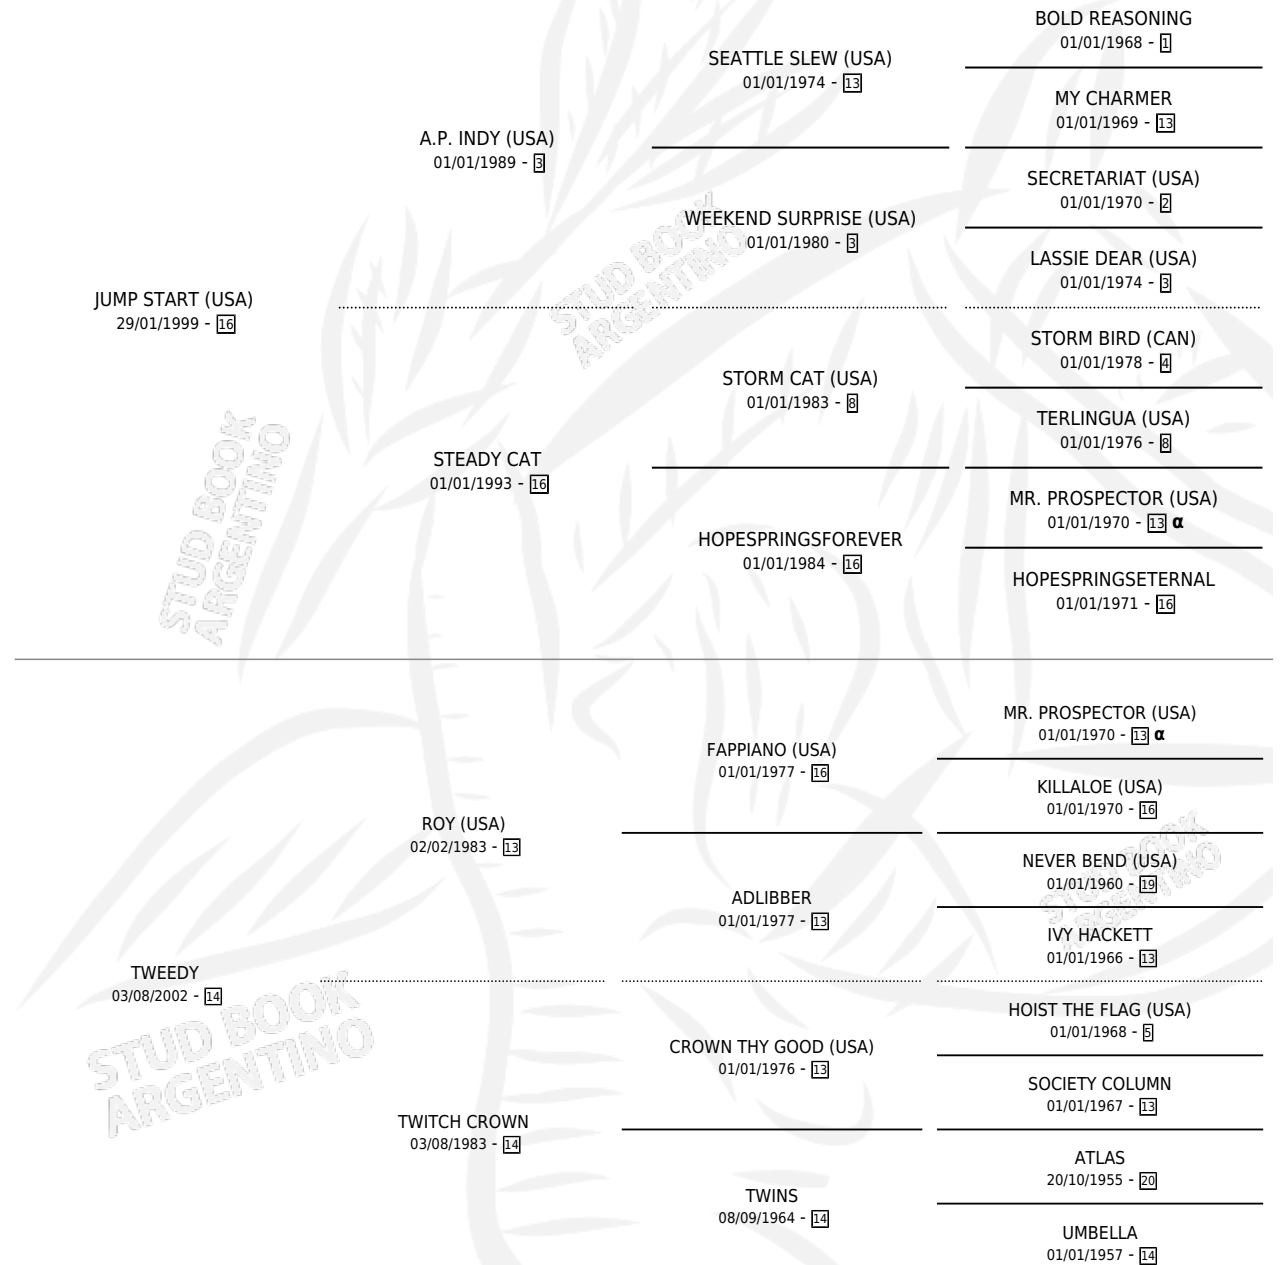 BOLD REASONING
01/01/1968 - 1
SEATTLE SLEW (USA)
01/01/1974 - 13
MY CHARMER
01/01/1969 - 13
A.P. INDY (USA)
01/01/1989 - 3
SECRETARIAT (USA)
01/01/1970 - 2
WEEKEND SURPRISE (USA)
01/01/1980 - 3
LASSIE DEAR (USA)
01/01/1974 - 3
JUMP START (USA)
29/01/1999 - 16
STUD BOOK
ARGENTINO
STORM BIRD (CAN)
01/01/1978 - 4
STORM CAT (USA)
01/01/1983 - 8
TERLINGUA (USA)
01/01/1976 - 8
STEADY CAT
01/01/1993 - 16
STUD BOOK
ARGENTINO
MR. PROSPECTOR (USA)
01/01/1970 - 13 α
HOPESPRINGSFOREVER
01/01/1984 - 16
HOPESPRINGSETERNAL
01/01/1971 - 16
MR. PROSPECTOR (USA)
01/01/1970 - 13 α
FAPPIANO (USA)
01/01/1977 - 16
KILLALOE (USA)
01/01/1970 - 16
ROY (USA)
02/02/1983 - 13
NEVER BEND (USA)
01/01/1960 - 19
STUD BOOK
ARGENTINO
ADLIBBER
01/01/1977 - 13
IVY HACKETT
01/01/1966 - 13
TWEEDY
03/08/2002 - 14
STUD BOOK
ARGENTINO
HOIST THE FLAG (USA)
01/01/1968 - 5
CROWN THY GOOD (USA)
01/01/1976 - 13
SOCIETY COLUMN
01/01/1967 - 13
TWITCH CROWN
03/08/1983 - 14
ATLAS
20/10/1955 - 20
TWINS
08/09/1964 - 14
UMBELLA
01/01/1957 - 14